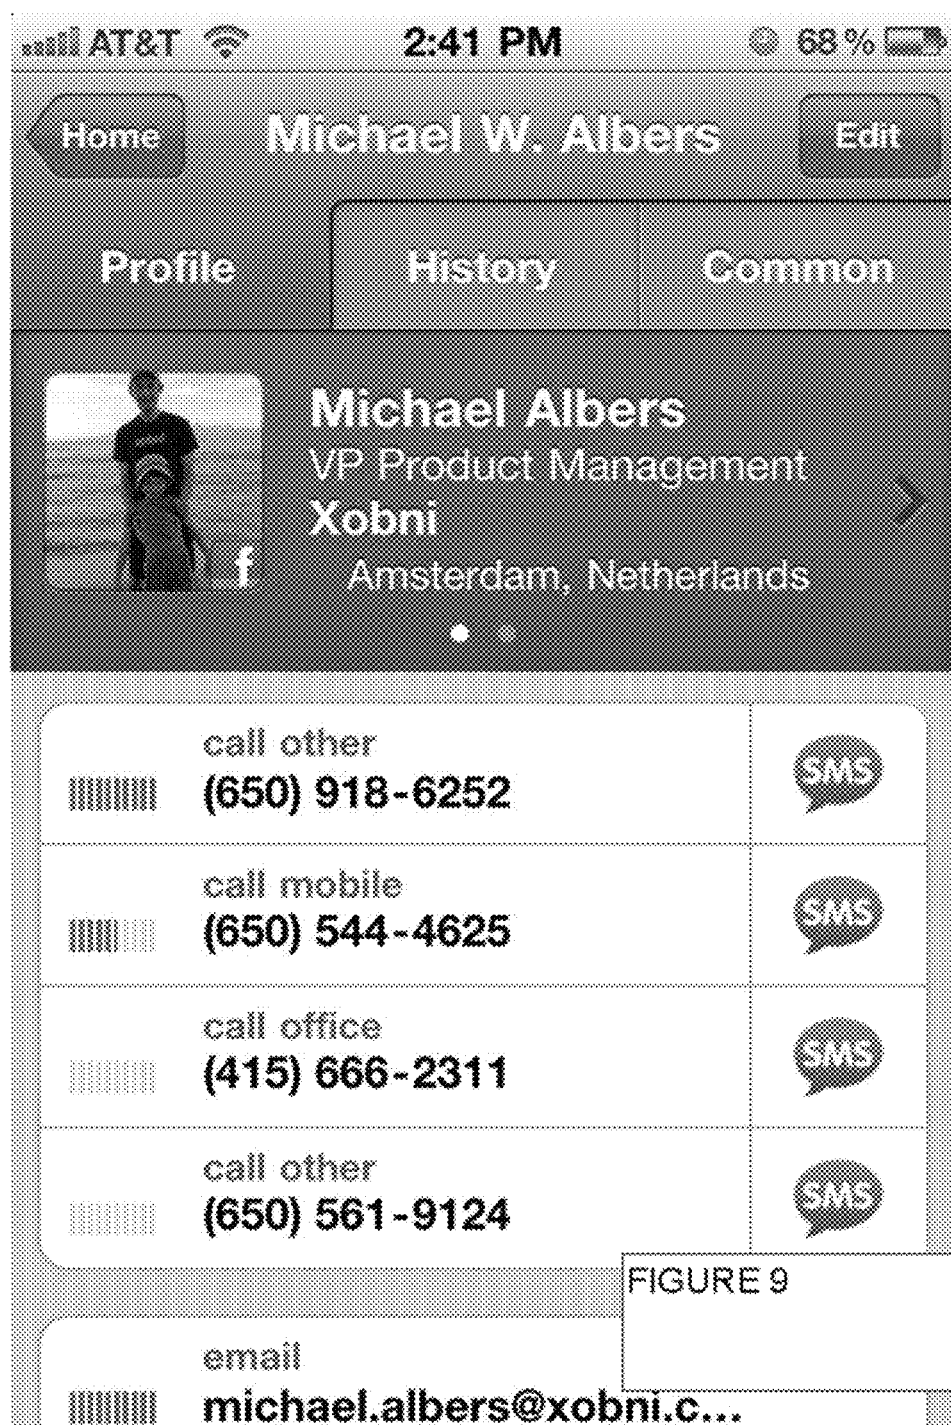 AT&T 2:41 PM 68%
Home Michael W. Albers Edit
Profile History Common
Michael Albers
VP Product Management
Xobni
Amsterdam, Netherlands
f
call other
(650) 918-6252 SMS
call mobile
(650) 544-4625 SMS
call office
(415) 666-2311 SMS
call other
(650) 561-9124 SMS
FIGURE 9
email
michael.albers@xobni.c...